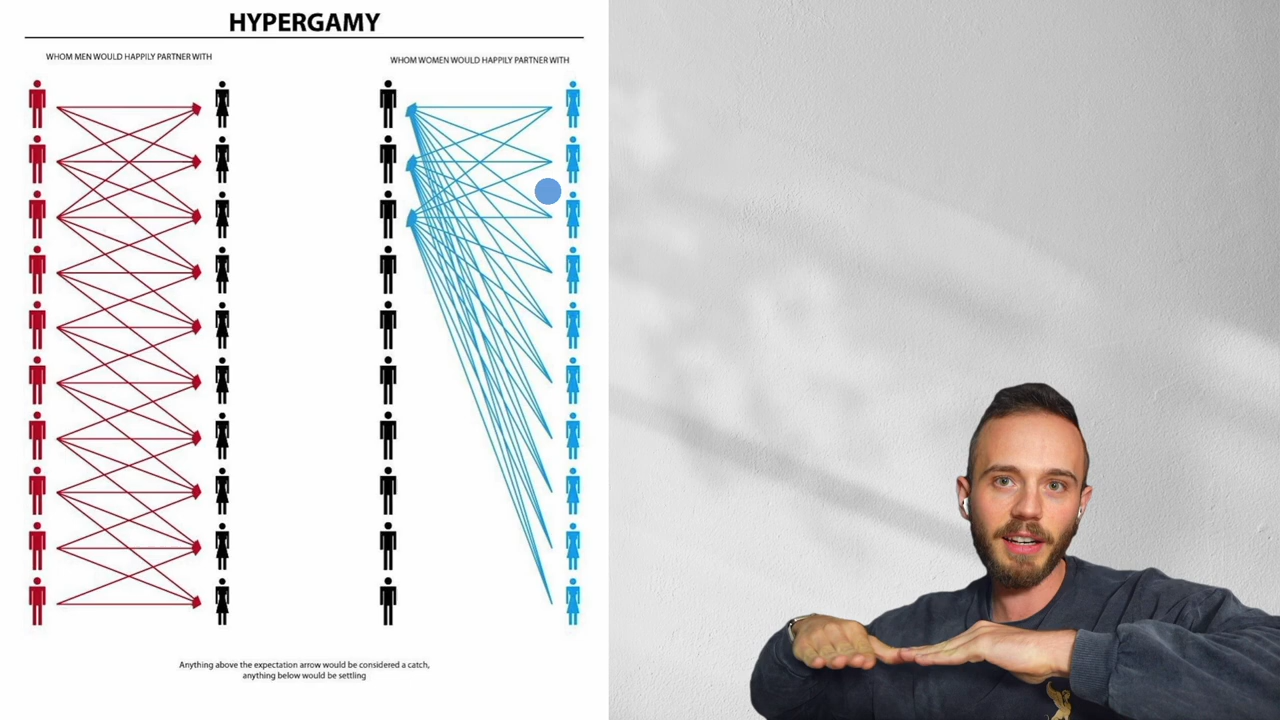 HYPERGAMY
WHOM MEN WOULD HAPPILY PARTNER WITH
WHOM WOMEN WOULD HAPPILY PARTNER WITH
Anything above the expectation arrow would be considered a catch,
anything below would be settling